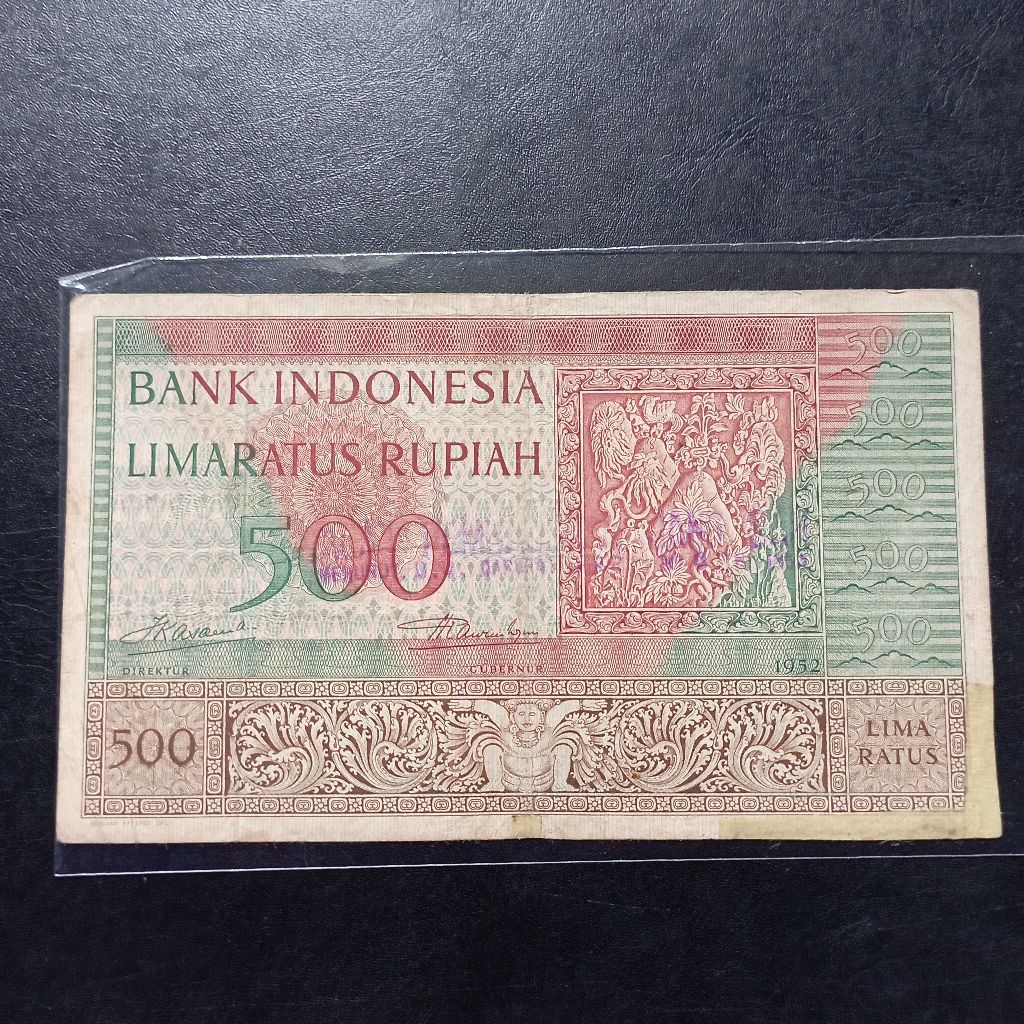 BANK INDONESIA
LIMARATUS RUPIAH
500
500
500
500
500
500
DIREKTUR
GUBERNUR
1952
500
LIMA-
RATUS